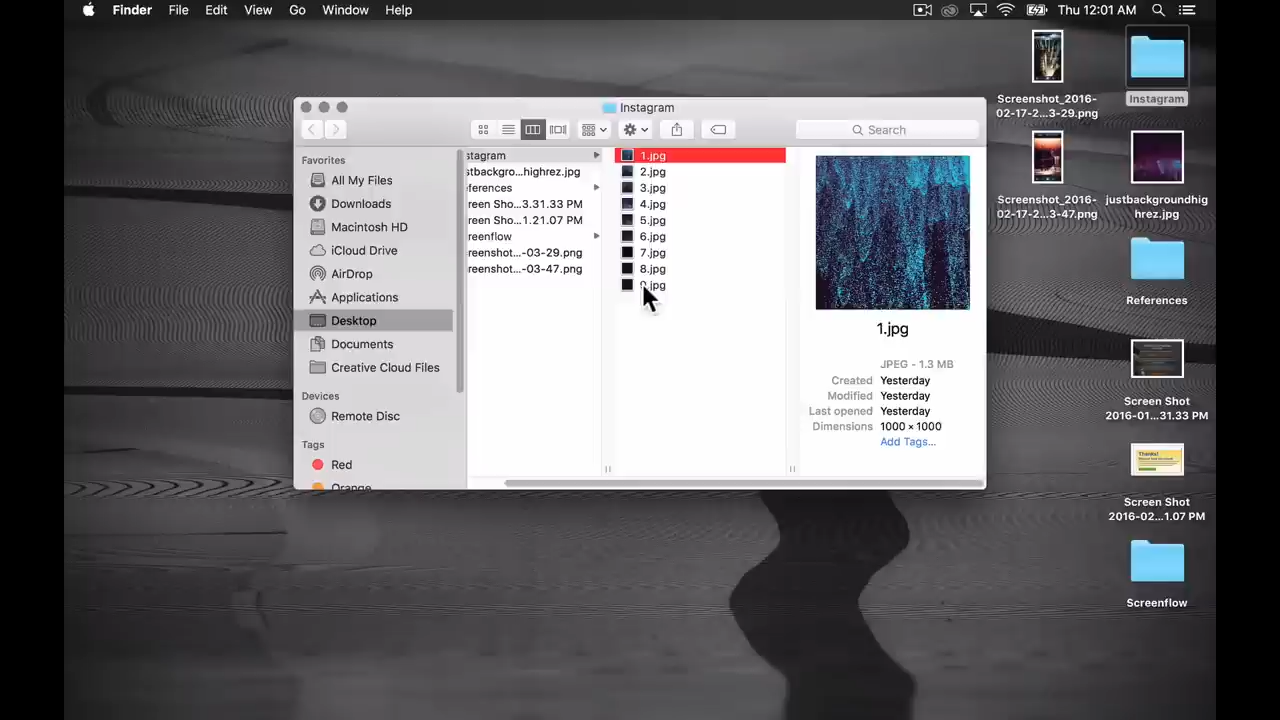 Finder File Edit View Go Window Help Thu 12:01 AM
Instagram
Search
Favorites
All My Files
Downloads
Macintosh HD
iCloud Drive
AirDrop
Applications
Desktop
Documents
Creative Cloud Files
Devices
Remote Disc
Tags
Red
Orange
stagram
stbackgro...highrez.jpg
ferences
reen Sho...3.31.33 PM
reen Sho...1.21.07 PM
reenflow
reenshot...-03-29.png
reenshot...-03-47.png
1.jpg
2.jpg
3.jpg
4.jpg
5.jpg
6.jpg
7.jpg
8.jpg
9.jpg
1.jpg
JPEG - 1.3 MB
Created Yesterday
Modified Yesterday
Last opened Yesterday
Dimensions 1000 × 1000
Add Tags...
Screenshot_2016-
02-17-2...3-29.png
Instagram
Screenshot_2016-
02-17-2...3-47.png
justbackgroundhig
hrez.jpg
References
Screen Shot
2016-01...31.33 PM
Thanks!
Screen Shot
2016-02...1.07 PM
Screenflow